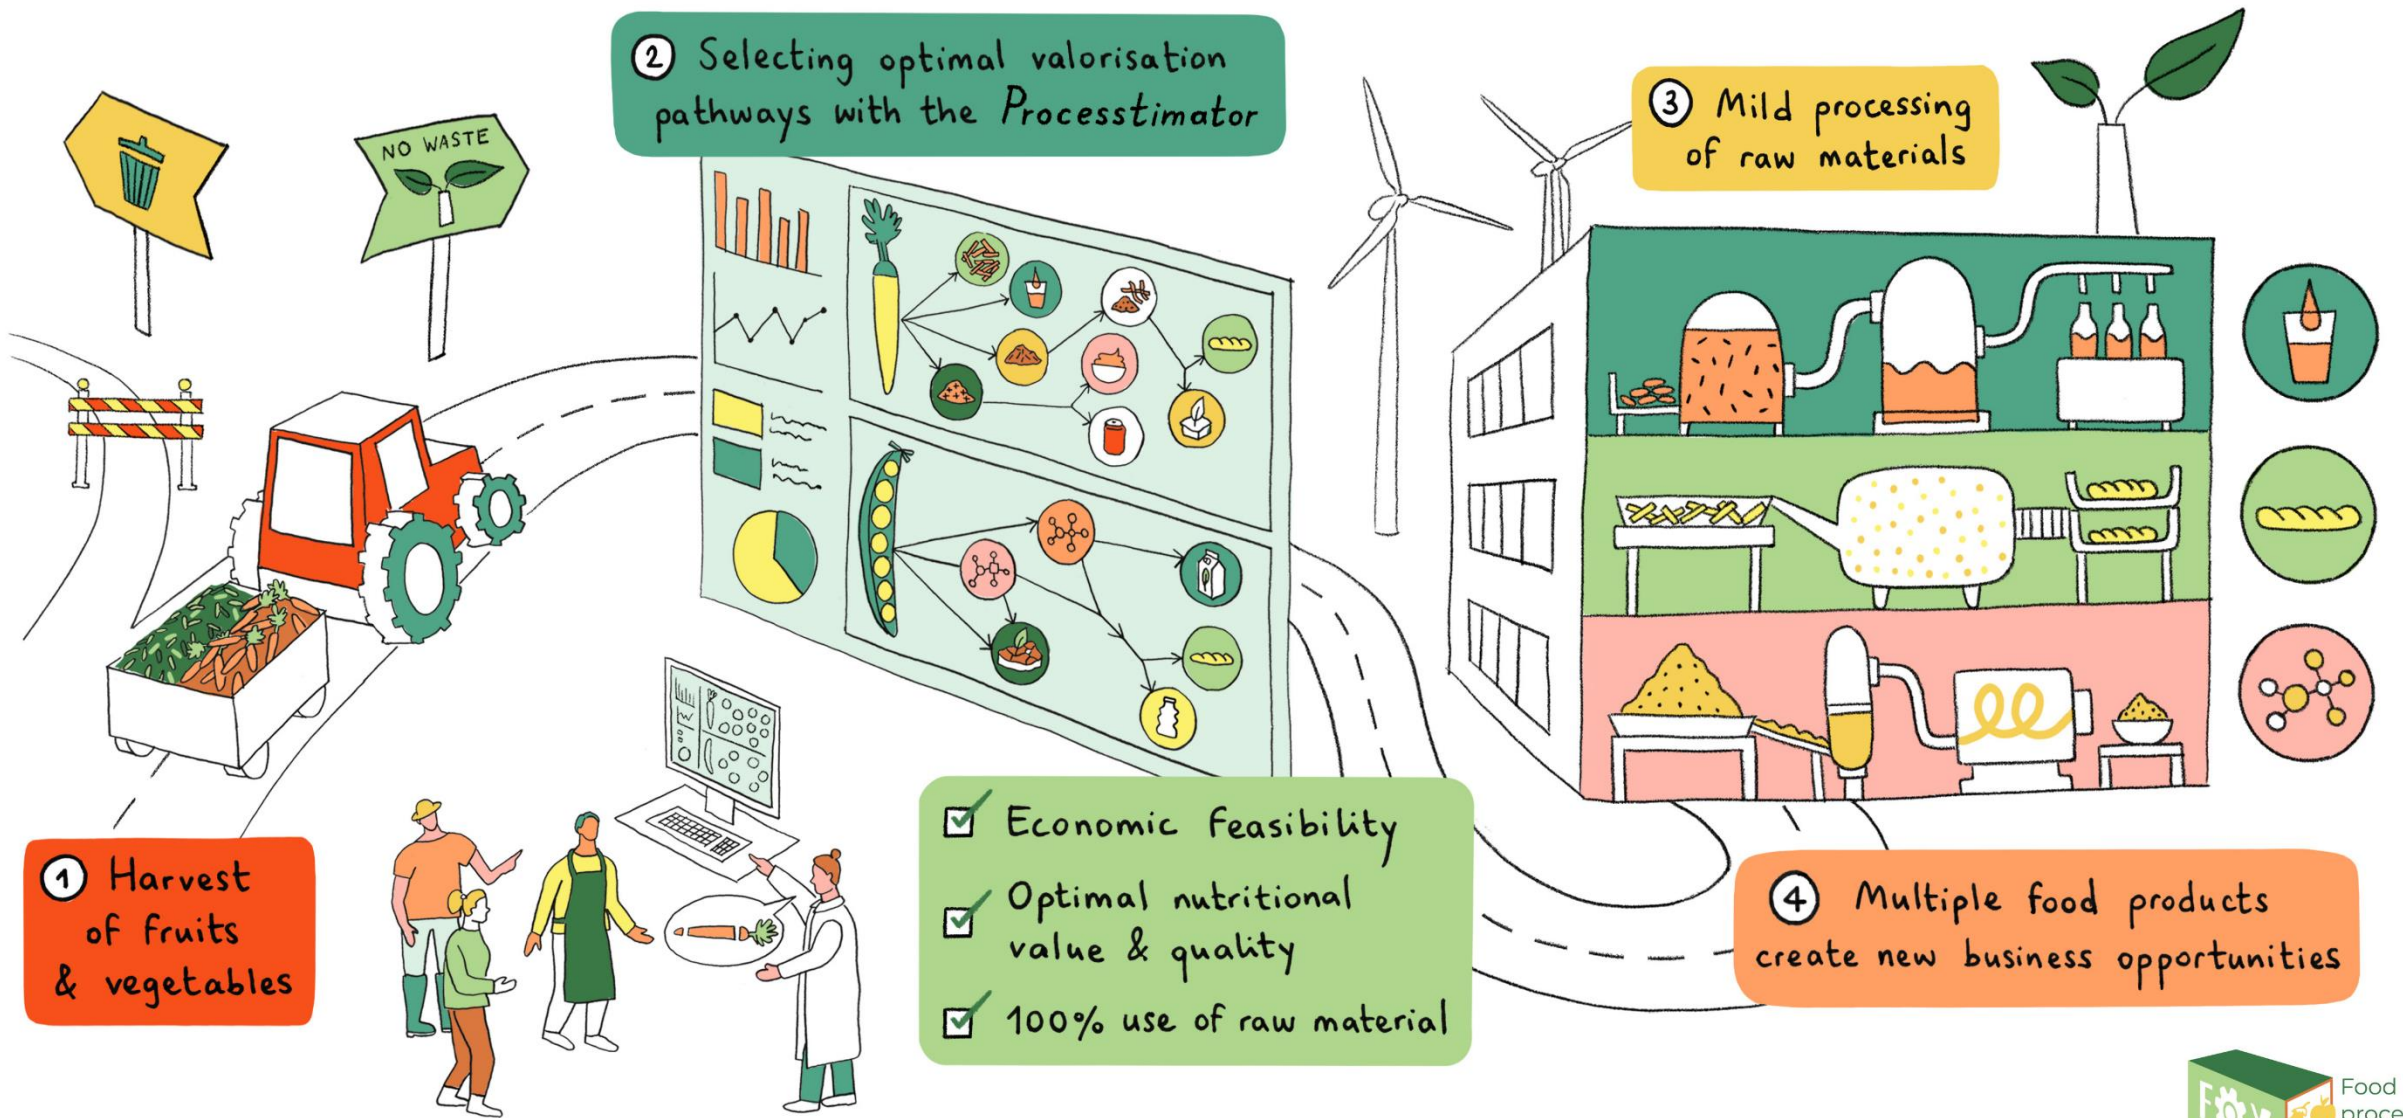 NO WASTE
② Selecting optimal valorisation
pathways with the Processtimator
③ Mild processing
of raw materials
① Harvest
of fruits
& vegetables
Economic feasibility
Optimal nutritional
value & quality
100% use of raw material
④ Multiple food products
create new business opportunities
Food